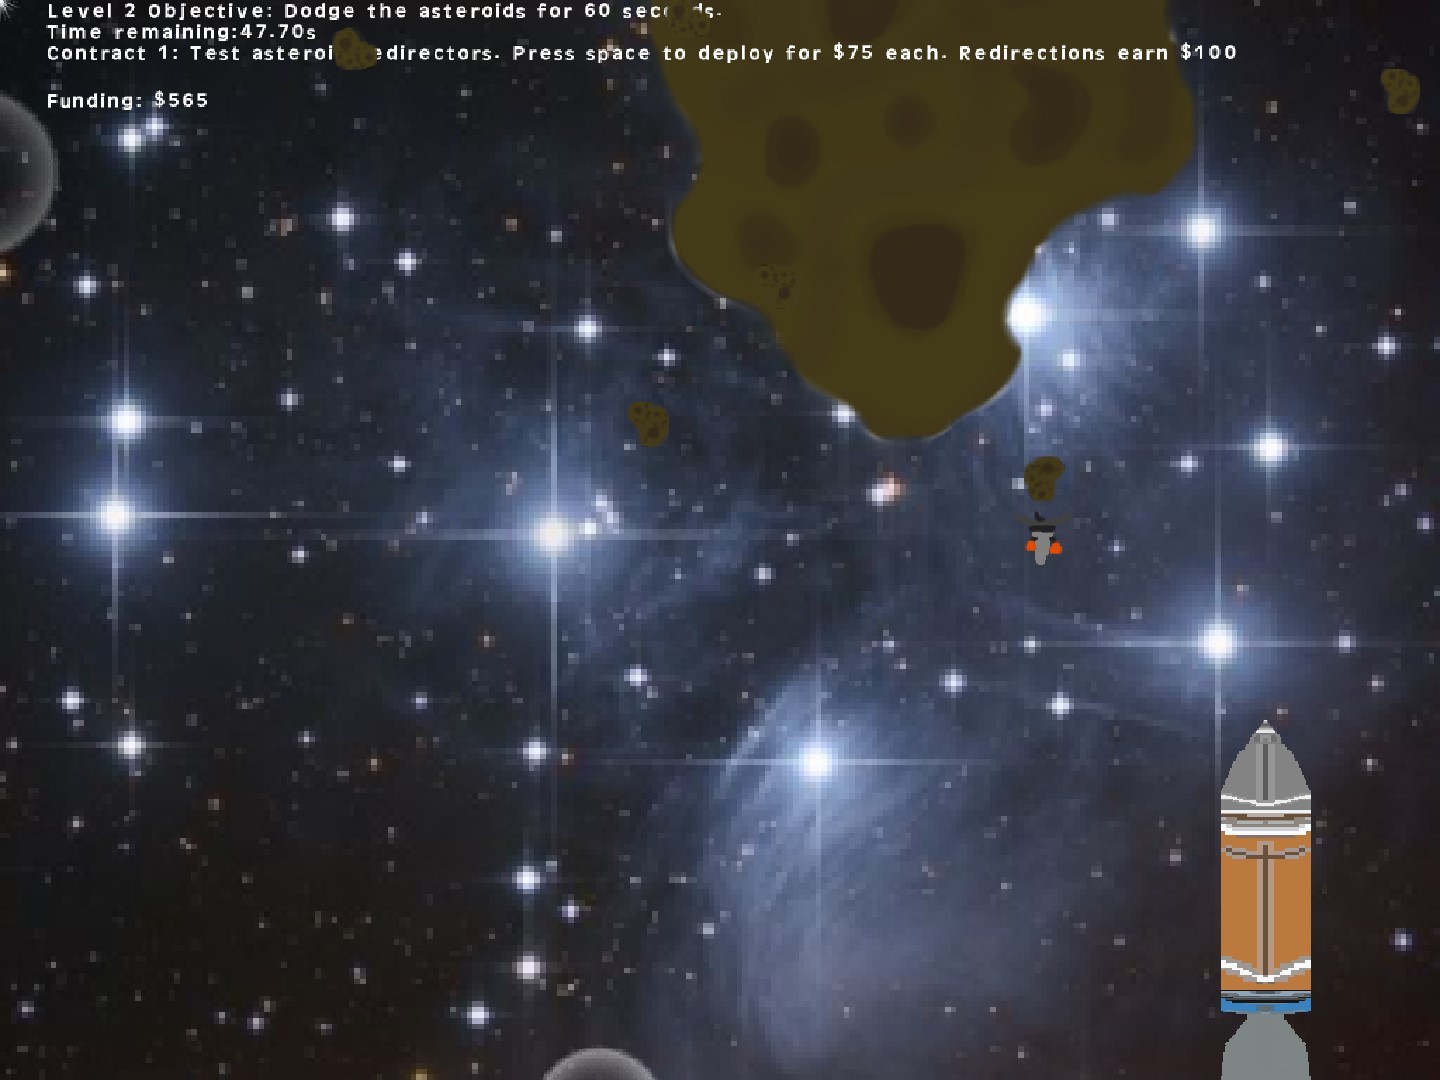 Level 2 Objective: Dodge the asteroids for 60
Time remaining:47.70s
Contract 1: Test Press space to deploy for $75 each. Redirections earn $100
Funding: $565